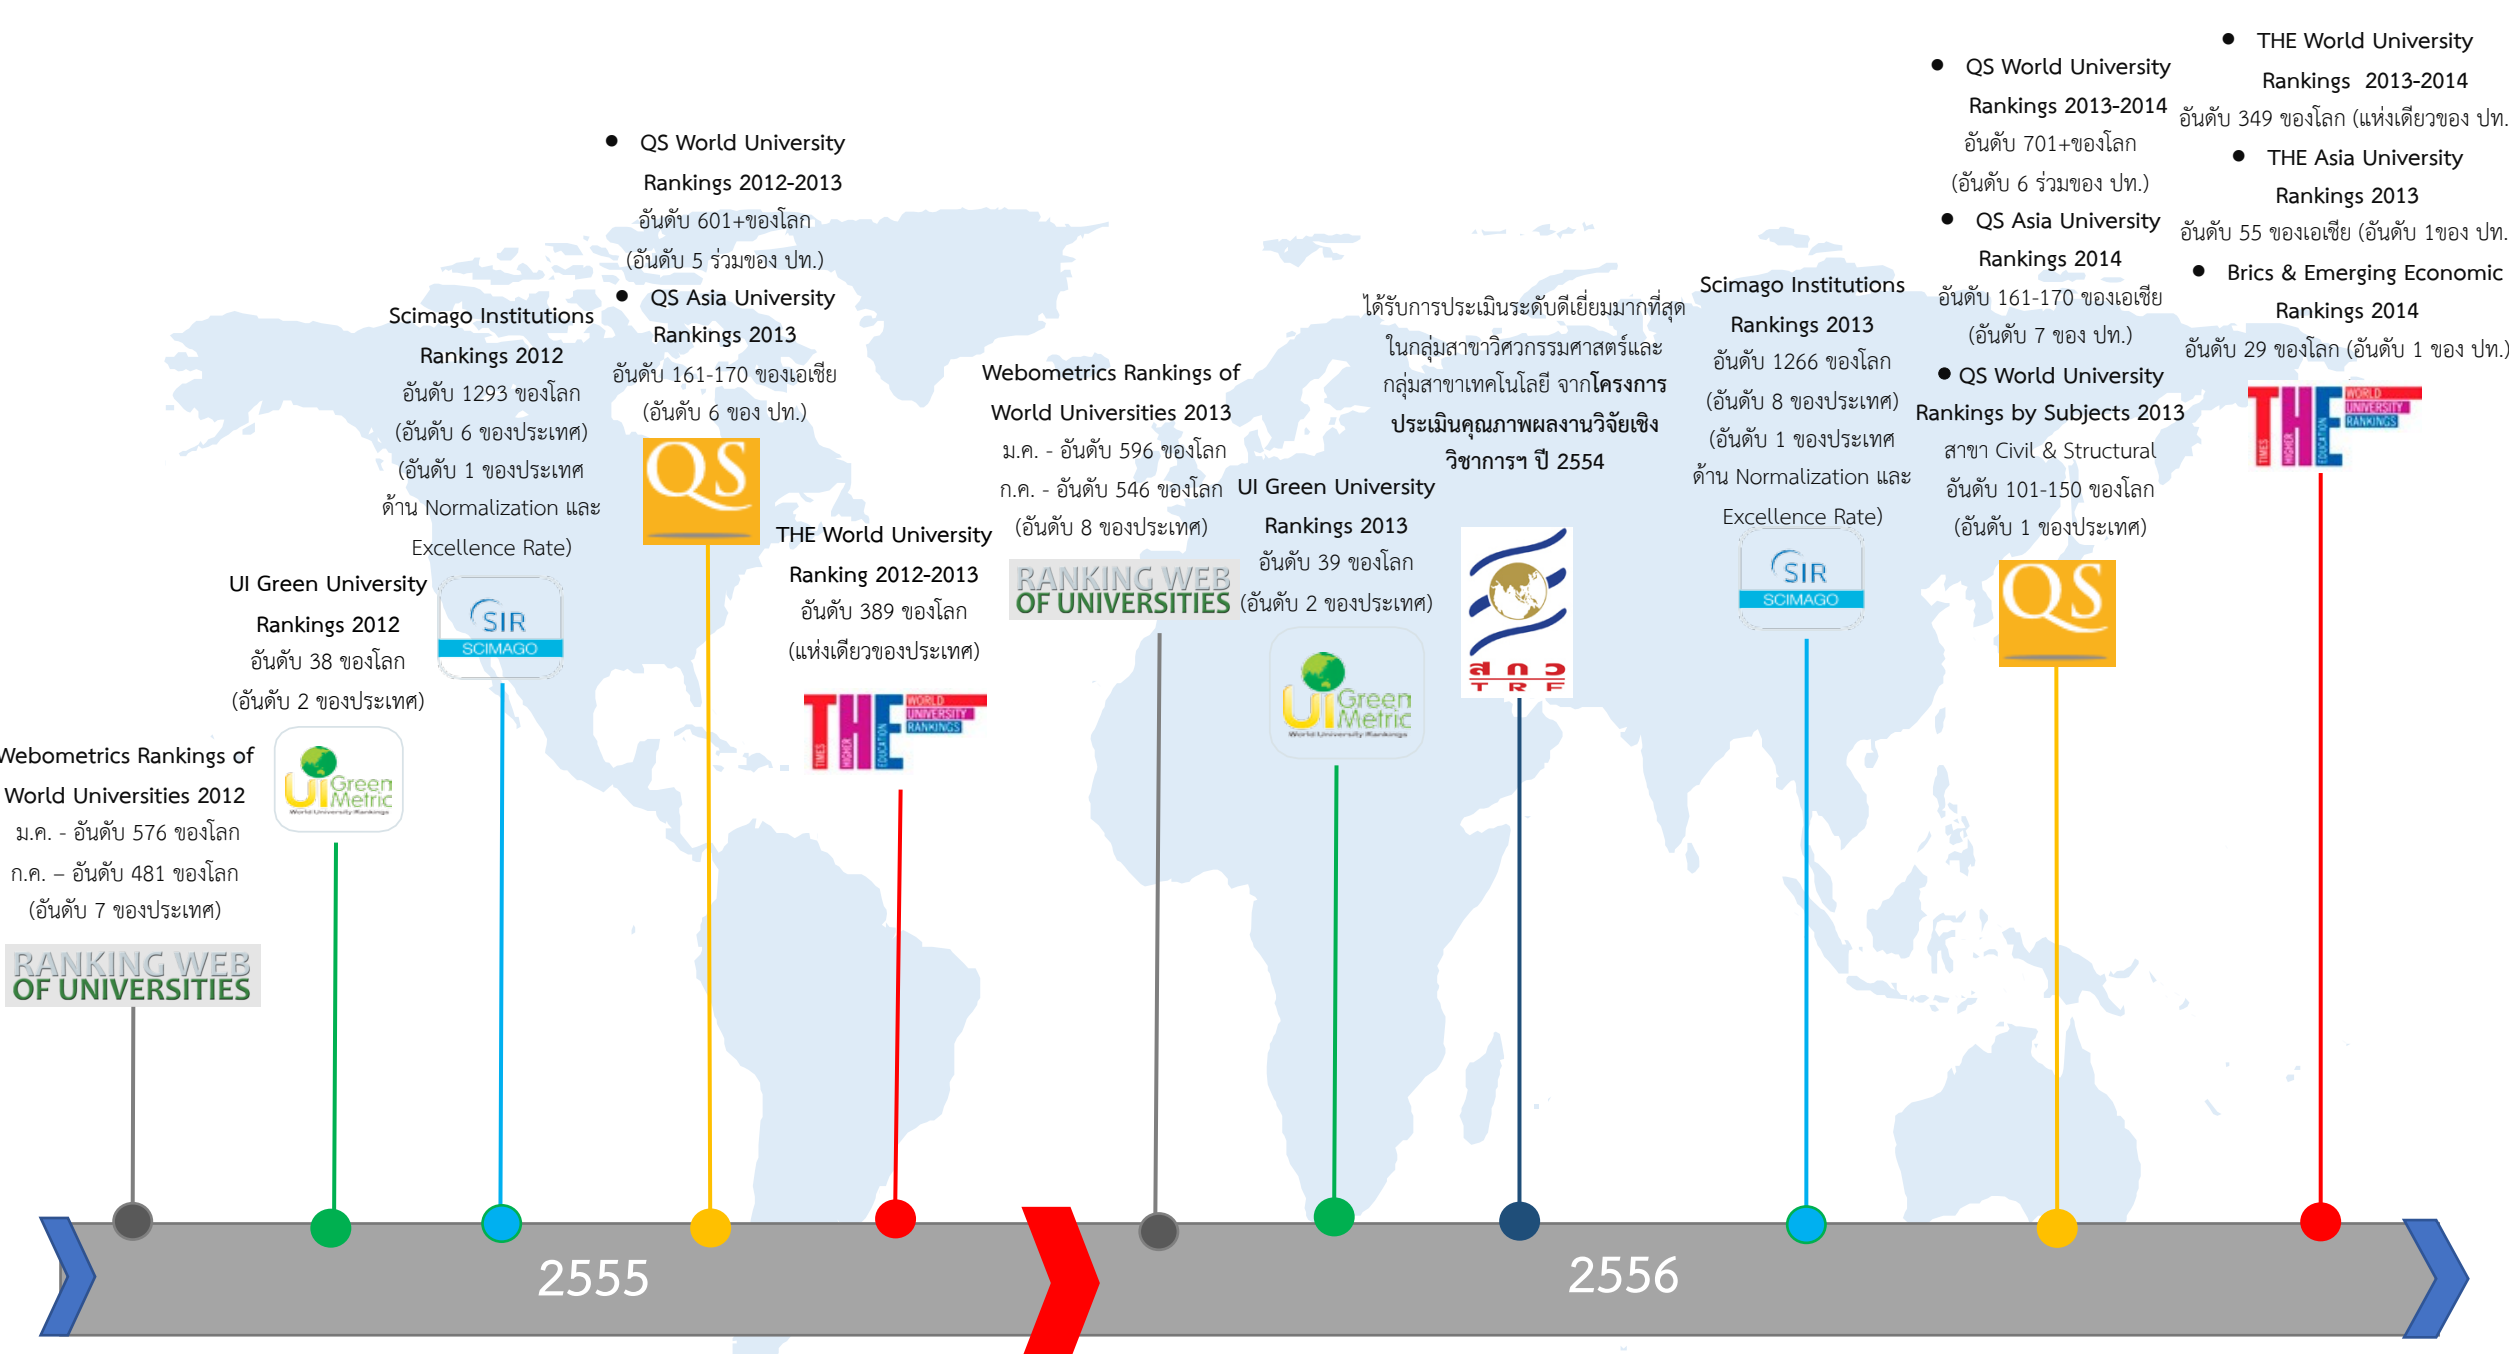 Webometrics Rankings of
World Universities 2012
ม.ค. - อันดับ 576 ของโลก
ก.ค. – อันดับ 481 ของโลก
(อันดับ 7 ของประเทศ)
RANKING WEB
OF UNIVERSITIES
UI Green University
Rankings 2012
อันดับ 38 ของโลก
(อันดับ 2 ของประเทศ)
UI Green
Metric
World University Rankings
Scimago Institutions
Rankings 2012
อันดับ 1293 ของโลก
(อันดับ 6 ของประเทศ)
(อันดับ 1 ของประเทศ
ด้าน Normalization และ
Excellence Rate)
SIR
SCIMAGO
• QS World University
Rankings 2012-2013
อันดับ 601+ของโลก
(อันดับ 5 ร่วมของ ปท.)
• QS Asia University
Rankings 2013
อันดับ 161-170 ของเอเชีย
(อันดับ 6 ของ ปท.)
QS
THE World University
Ranking 2012-2013
อันดับ 389 ของโลก
(แห่งเดียวของประเทศ)
THE
TIMES HIGHER EDUCATION
WORLD
UNIVERSITY
RANKINGS
2555
Webometrics Rankings of
World Universities 2013
ม.ค. - อันดับ 596 ของโลก
ก.ค. - อันดับ 546 ของโลก
(อันดับ 8 ของประเทศ)
RANKING WEB
OF UNIVERSITIES
UI Green University
Rankings 2013
อันดับ 39 ของโลก
(อันดับ 2 ของประเทศ)
UI Green
Metric
World University Rankings
ได้รับการประเมินระดับดีเยี่ยมมากที่สุด
ในกลุ่มสาขาวิศวกรรมศาสตร์และ
กลุ่มสาขาเทคโนโลยี จากโครงการ
ประเมินคุณภาพผลงานวิจัยเชิง
วิชาการฯ ปี 2554
สกว
TRF
Scimago Institutions
Rankings 2013
อันดับ 1266 ของโลก
(อันดับ 8 ของประเทศ)
(อันดับ 1 ของประเทศ
ด้าน Normalization และ
Excellence Rate)
SIR
SCIMAGO
• QS World University
Rankings 2013-2014
อันดับ 701+ของโลก
(อันดับ 6 ร่วมของ ปท.)
• QS Asia University
Rankings 2014
อันดับ 161-170 ของเอเชีย
(อันดับ 7 ของ ปท.)
• QS World University
Rankings by Subjects 2013
สาขา Civil & Structural
อันดับ 101-150 ของโลก
(อันดับ 1 ของประเทศ)
QS
• THE World University
Rankings 2013-2014
อันดับ 349 ของโลก (แห่งเดียวของ ปท.
• THE Asia University
Rankings 2013
อันดับ 55 ของเอเชีย (อันดับ 1ของ ปท.
• Brics & Emerging Economic
Rankings 2014
อันดับ 29 ของโลก (อันดับ 1 ของ ปท.)
THE
TIMES HIGHER EDUCATION
WORLD
UNIVERSITY
RANKINGS
2556